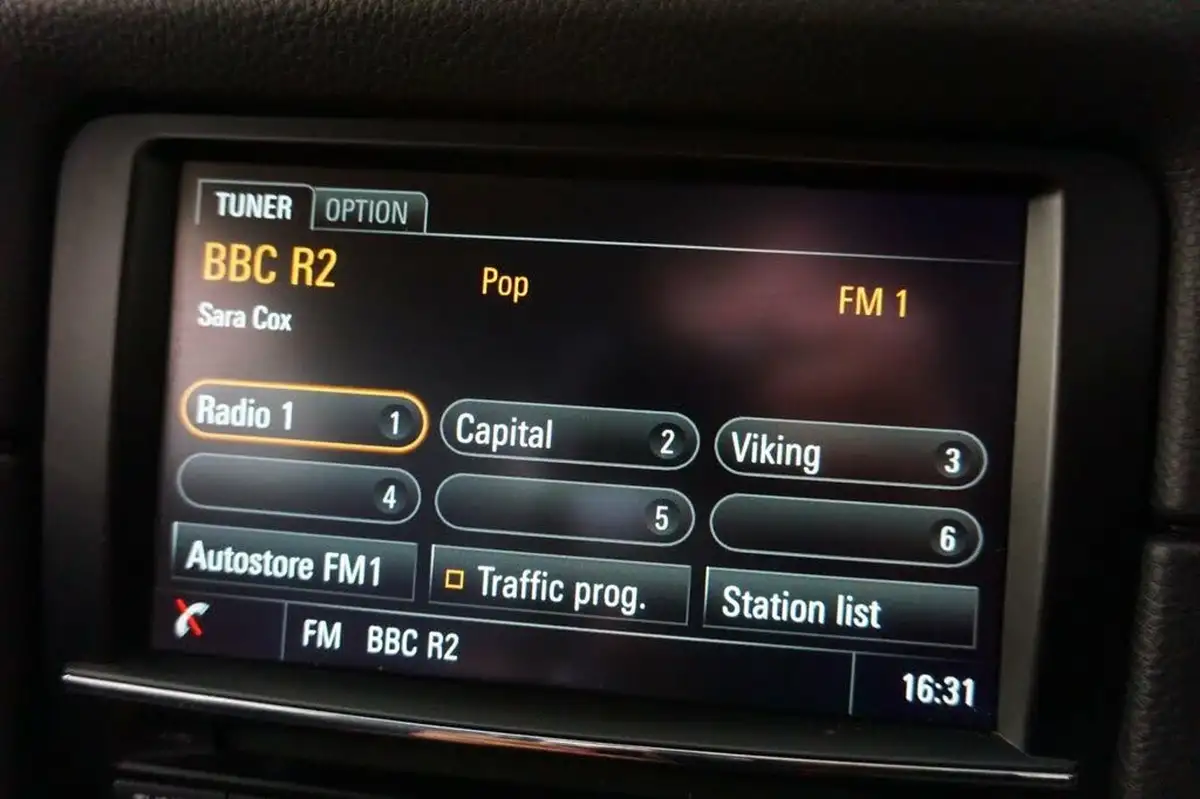 TUNER OPTION
BBC R2 Pop FM 1
Sara Cox
Radio 1 1 Capital 2 Viking 3
4 5 6
Autostore FM1 Traffic prog. Station list
FM BBC R2 16:31